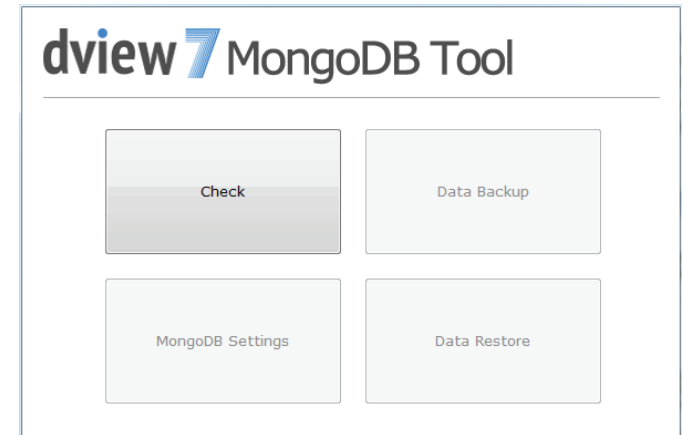 dview 7 MongoDB Tool
Check
Data Backup
MongoDB Settings
Data Restore